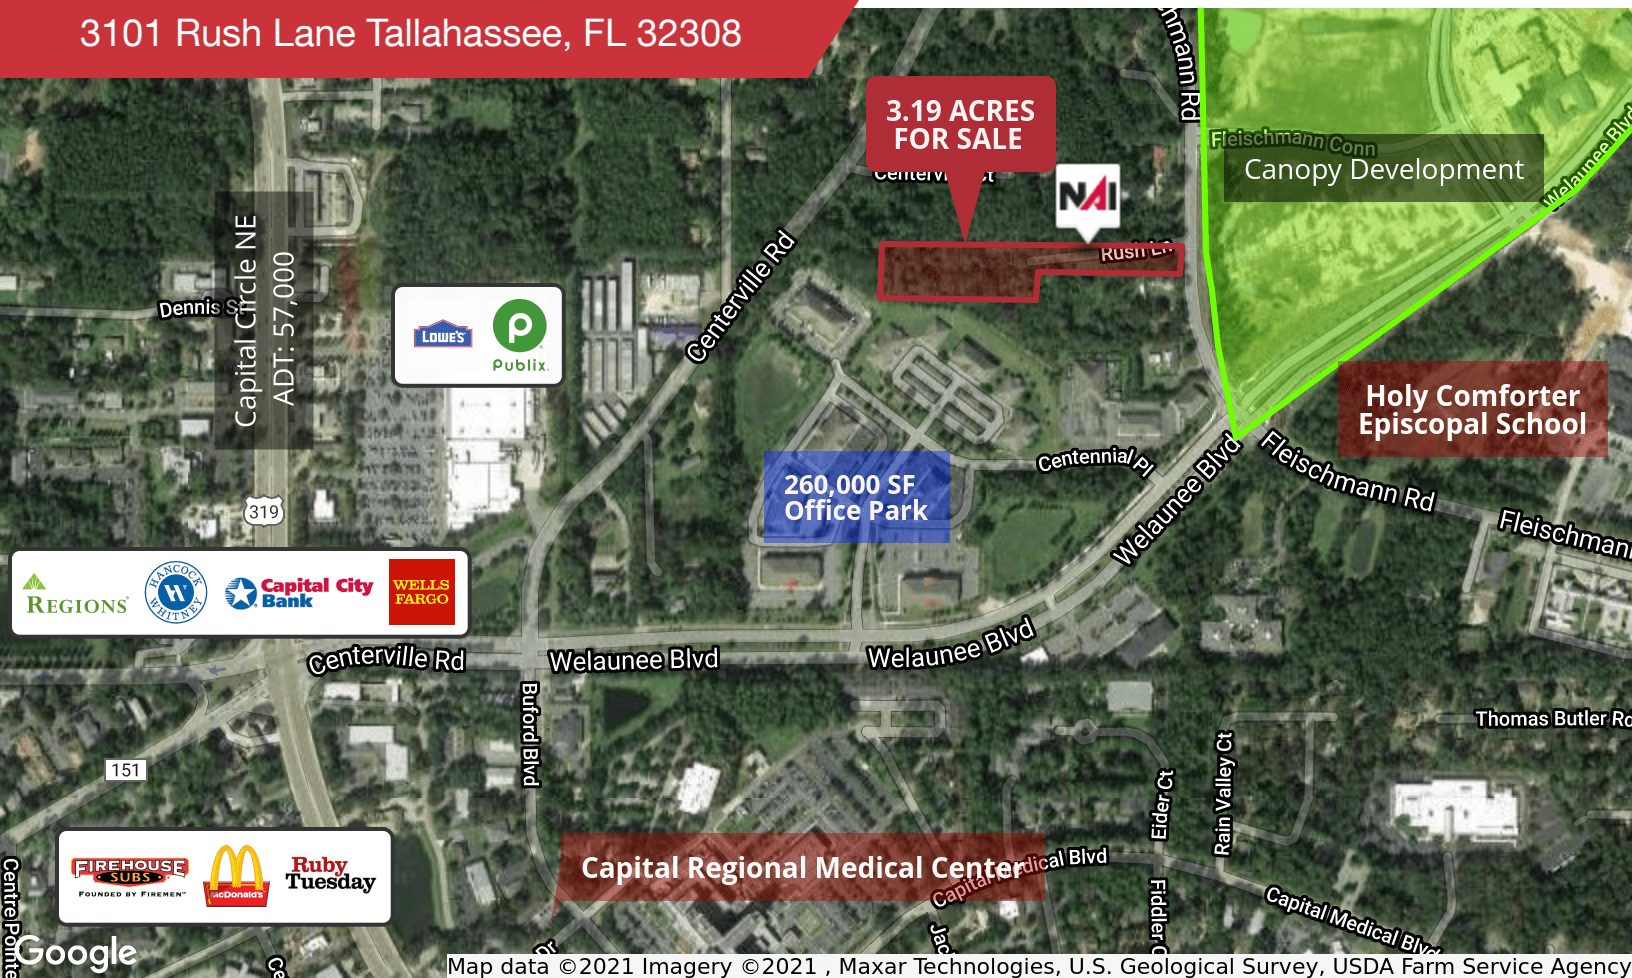 3101 Rush Lane Tallahassee, FL 32308
3.19 ACRES
FOR SALE
NAI
Rush Ln
Fleischmann Conn
Canopy Development
Welaunee Blvd
Centerville Rd
Dennis St
Capital Circle NE
ADT: 57,000
LOWE'S
Publix.
Holy Comforter
Episcopal School
260,000 SF
Office Park
Centennial Pl
Welaunee Blvd
Fleischmann Rd
319
REGIONS
HANCOCK
WHITNEY
Capital City
Bank
WELLS
FARGO
Centerville Rd
Welaunee Blvd
Welaunee Blvd
Buford Blvd
Thomas Butler Rd
151
Eider Ct
Rain Valley Ct
FIREHOUSE
SUBS
FOUNDED BY FIREMEN™
McDonald's
Ruby
Tuesday
Capital Regional Medical Center
Capital Medical Blvd
Capital Medical Blvd
Centre Pointe
Dr
Google
Map data ©2021 Imagery ©2021 , Maxar Technologies, U.S. Geological Survey, USDA Farm Service Agency